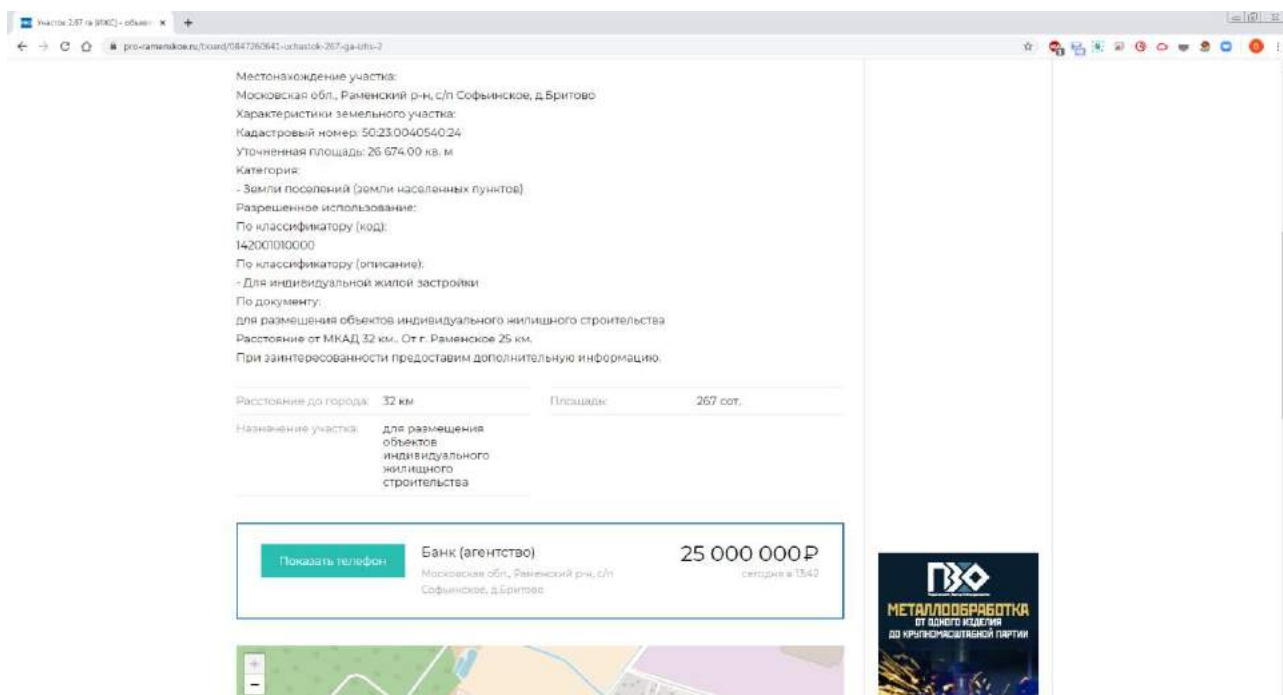 Участок 2.67 га (ИЖС) - объявл
pro-ramenskoe.ru/board/0847260641-uchastok-267-ga-izhs-2
Местонахождение участка:
Московская обл., Раменский р-н, с/п Софьинское, д.Бритово
Характеристики земельного участка:
Кадастровый номер: 50:23:0040540:24
Уточненная площадь: 26 674.00 кв. м
Категория:
- Земли поселений (земли населенных пунктов)
Разрешенное использование:
По классификатору (код):
142001010000
По классификатору (описание):
- Для индивидуальной жилой застройки
По документу:
для размещения объектов индивидуального жилищного строительства
Расстояние от МКАД 32 км.. От г. Раменское 25 км.
При заинтересованности предоставим дополнительную информацию.
Расстояние до города: 32 км Площадь: 267 сот.
Назначение участка: для размещения
объектов
индивидуального
жилищного
строительства
Показать телефон
Банк (агентство)
Московская обл., Раменский р-н, с/п
Софьинское, д.Бритово
25 000 000 ₽
сегодня в 13:42
+
−
ПЗО
МЕТАЛЛООБРАБОТКА
ОТ ОДНОГО ИЗДЕЛИЯ
ДО КРУПНОМАСШТАБНОЙ ПАРТИИ